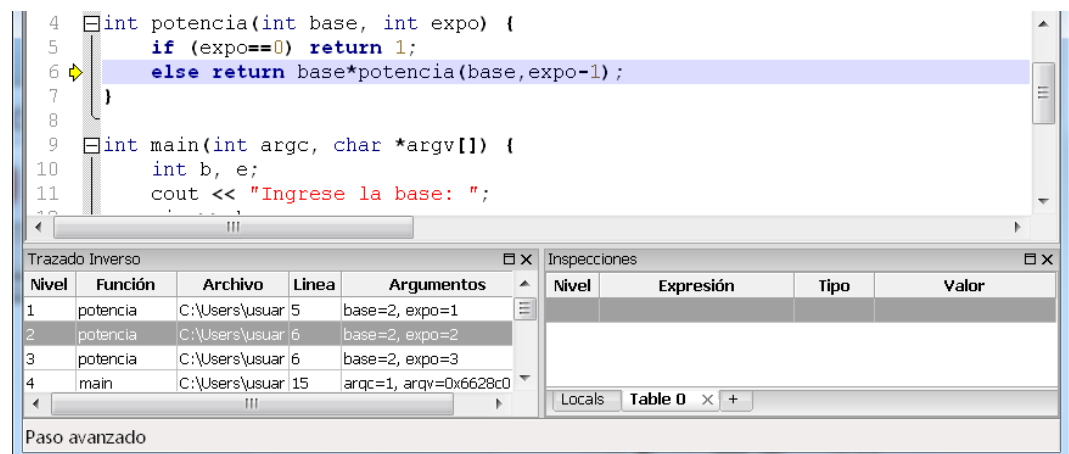 4 int potencia(int base, int expo) {
5 if (expo==0) return 1;
6 else return base*potencia(base,expo-1);
7 }
8
9 int main(int argc, char *argv[]) {
10 int b, e;
11 cout << "Ingrese la base: ";
Trazado Inverso
Nivel Función Archivo Linea Argumentos
1 potencia C:\Users\usuar 5 base=2, expo=1
2 potencia C:\Users\usuar 6 base=2, expo=2
3 potencia C:\Users\usuar 6 base=2, expo=3
4 main C:\Users\usuar 15 argc=1, argv=0x6628c0
Inspecciones
Nivel Expresión Tipo Valor
Locals Table 0 × +
Paso avanzado